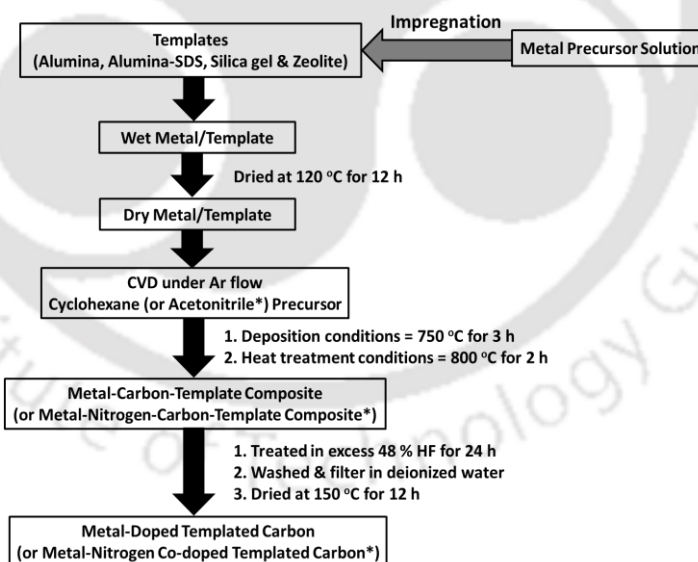 Impregnation
Templates
(Alumina, Alumina-SDS, Silica gel & Zeolite)
Metal Precursor Solution
Wet Metal/Template
Dried at 120 °C for 12 h
Dry Metal/Template
CVD under Ar flow
Cyclohexane (or Acetonitrile*) Precursor
1. Deposition conditions = 750 °C for 3 h
2. Heat treatment conditions = 800 °C for 2 h
Metal-Carbon-Template Composite
(or Metal-Nitrogen-Carbon-Template Composite*)
1. Treated in excess 48 % HF for 24 h
2. Washed & filter in deionized water
3. Dried at 150 °C for 12 h
Metal-Doped Templated Carbon
(or Metal-Nitrogen Co-doped Templated Carbon*)
of Technology